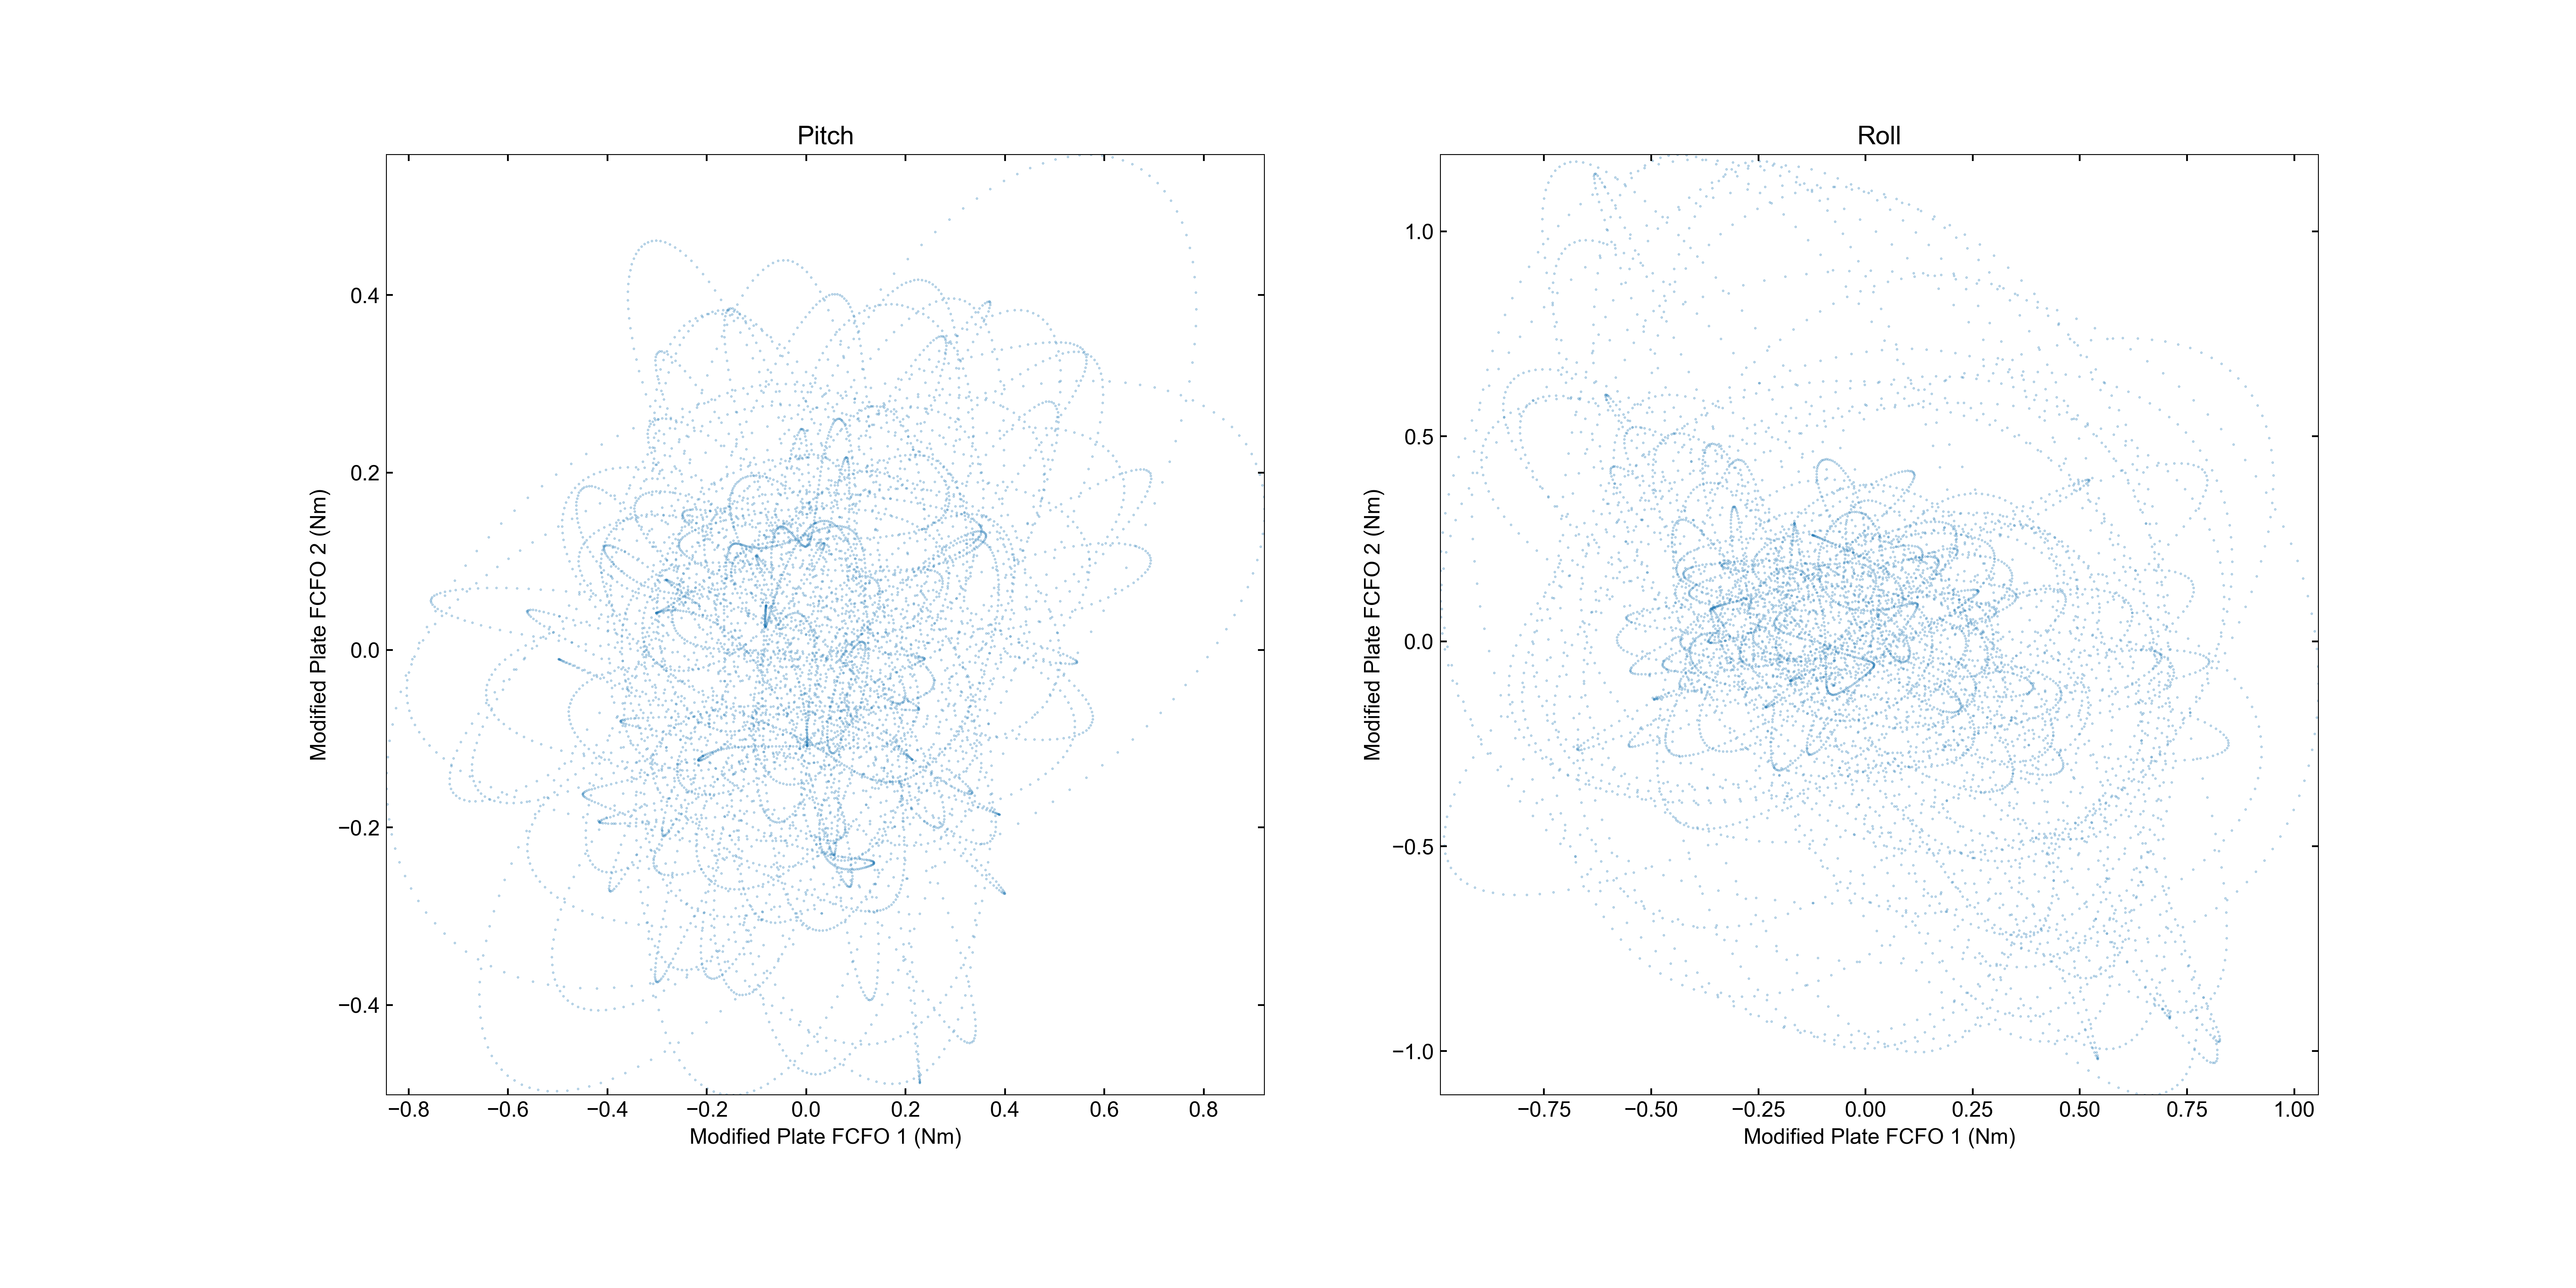 Pitch
Modified Plate FCFO 2 (Nm)
0.4
0.2
0.0
−0.2
−0.4
−0.8 −0.6 −0.4 −0.2 0.0 0.2 0.4 0.6 0.8
Modified Plate FCFO 1 (Nm)
Roll
Modified Plate FCFO 2 (Nm)
1.0
0.5
0.0
−0.5
−1.0
−0.75 −0.50 −0.25 0.00 0.25 0.50 0.75 1.00
Modified Plate FCFO 1 (Nm)